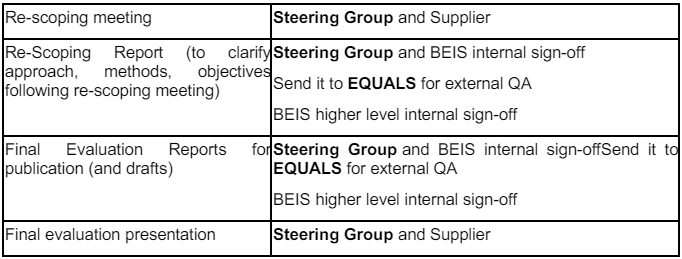 Re-scoping meeting
Steering Group and Supplier
Re-Scoping Report (to clarify
approach, methods, objectives
following re-scoping meeting)
Steering Group and BEIS internal sign-off
Send it to EQUALS for external QA
BEIS higher level internal sign-off
Final Evaluation Reports for
publication (and drafts)
Steering Group and BEIS internal sign-offSend it to
EQUALS for external QA
BEIS higher level internal sign-off
Final evaluation presentation
Steering Group and Supplier